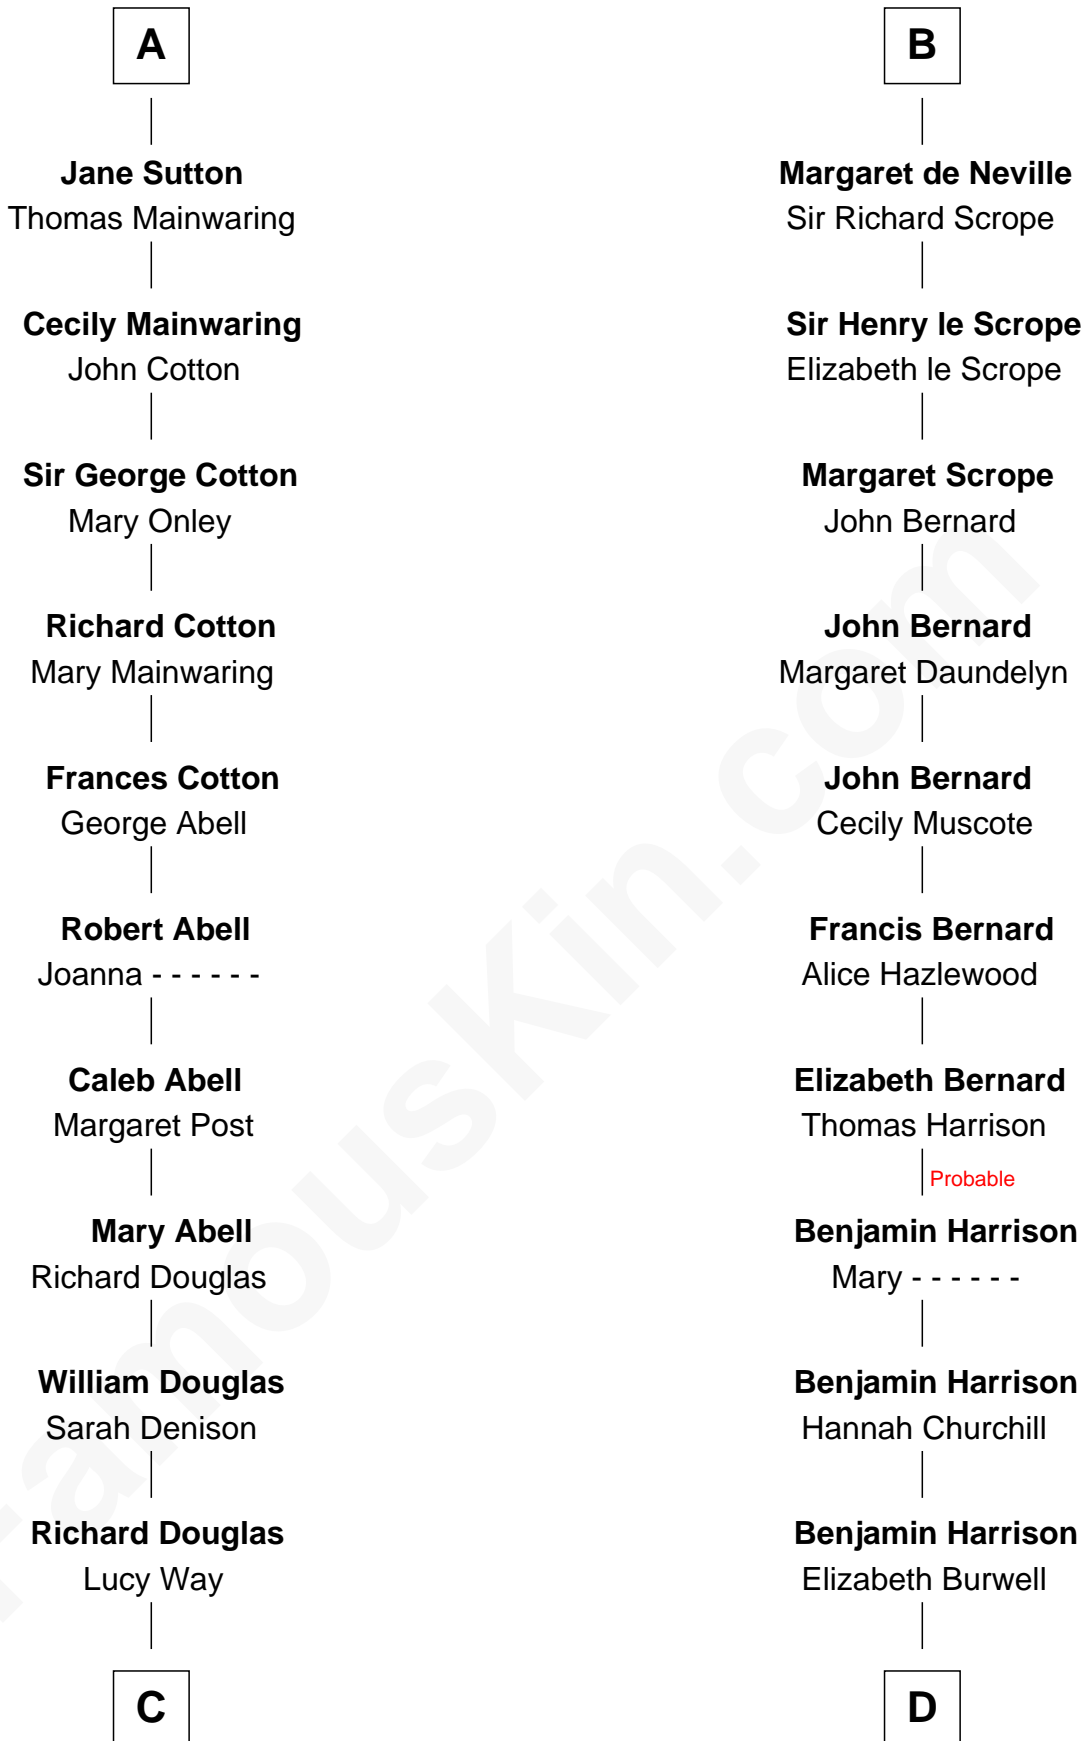 A
Jane Sutton
Thomas Mainwaring
Cecily Mainwaring
John Cotton
Sir George Cotton
Mary Onley
Richard Cotton
Mary Mainwaring
Frances Cotton
George Abell
Robert Abell
Joanna - - - - - -
Caleb Abell
Margaret Post
Mary Abell
Richard Douglas
William Douglas
Sarah Denison
Richard Douglas
Lucy Way
C
B
Margaret de Neville
Sir Richard Scrope
Sir Henry le Scrope
Elizabeth le Scrope
Margaret Scrope
John Bernard
John Bernard
Margaret Daundelyn
John Bernard
Cecily Muscote
Francis Bernard
Alice Hazlewood
Elizabeth Bernard
Thomas Harrison
Probable
Benjamin Harrison
Mary - - - - - -
Benjamin Harrison
Hannah Churchill
Benjamin Harrison
Elizabeth Burwell
D
FamousKin.com